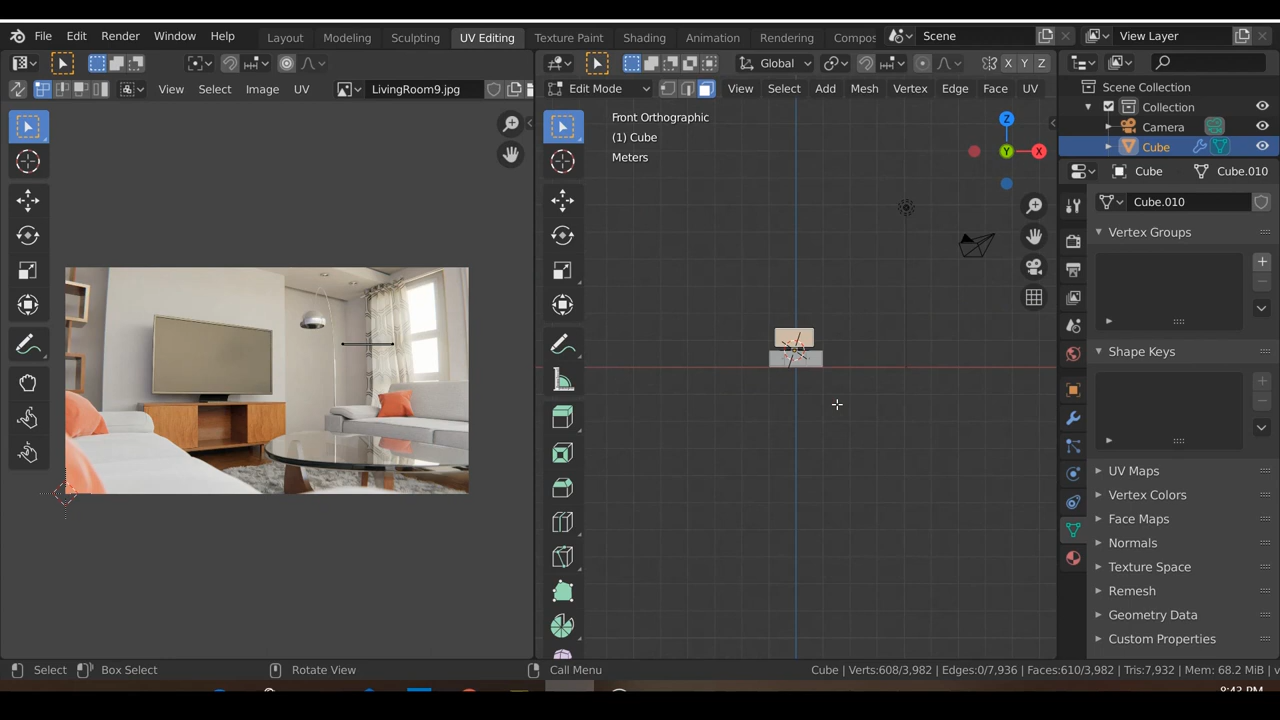 File Edit Render Window Help Layout Modeling Sculpting UV Editing Texture Paint Shading Animation Rendering Compos Scene View Layer
Global X Y Z
View Select Image UV LivingRoom9.jpg Edit Mode View Select Add Mesh Vertex Edge Face UV
Scene Collection
Collection
Camera
Cube
Front Orthographic
(1) Cube
Meters
Z
Y
X
Cube Cube.010
Cube.010
Vertex Groups
Shape Keys
UV Maps
Vertex Colors
Face Maps
Normals
Texture Space
Remesh
Geometry Data
Custom Properties
Select Box Select Rotate View Call Menu Cube | Verts:608/3,982 | Edges:0/7,936 | Faces:610/3,982 | Tris:7,932 | Mem: 68.2 MiB
8:43 PM